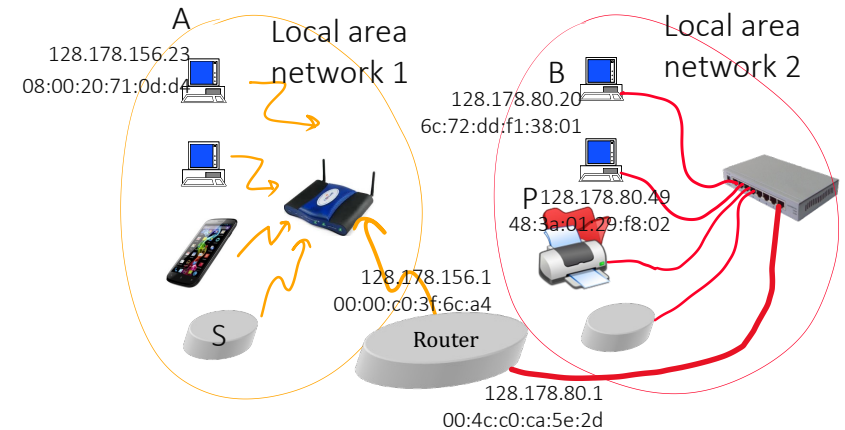 A
128.178.156.23
08:00:20:71:0d:d4
Local area
network 1
S
128.178.156.1
00:00:c0:3f:6c:a4
Router
Local area
network 2
B
128.178.80.20
6c:72:dd:f1:38:01
P
128.178.80.49
48:3a:01:29:f8:02
128.178.80.1
00:4c:c0:ca:5e:2d